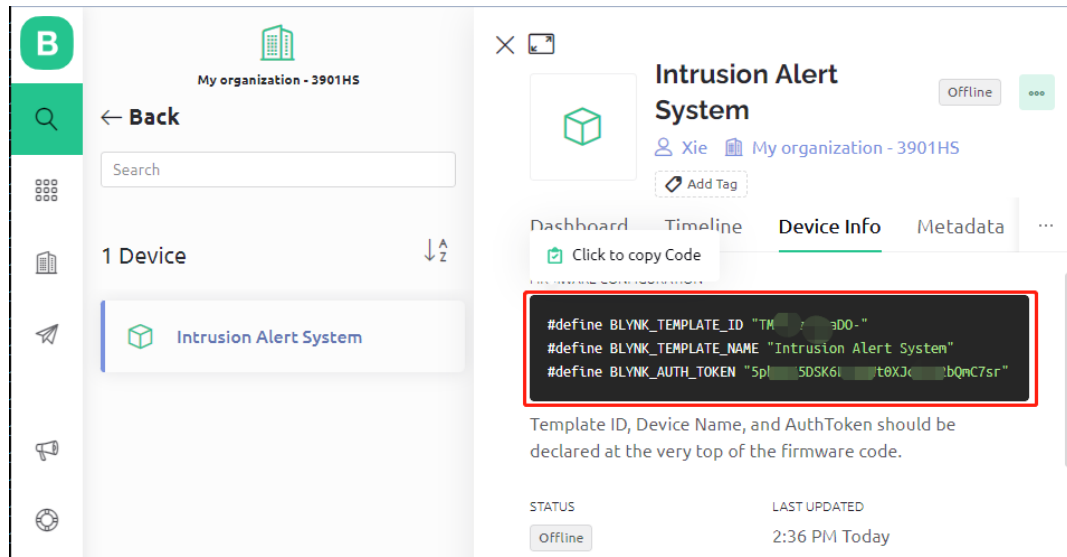 B
My organization - 3901HS
← Back
Search
1 Device
A
Z
Intrusion Alert System
Intrusion Alert
System
Offline
Xie My organization - 3901HS
Add Tag
Dashboard Timeline Device Info Metadata ...
Click to copy Code
#define BLYNK_TEMPLATE_ID
#define BLYNK_TEMPLATE_NAME "Intrusion Alert System"
#define BLYNK_AUTH_TOKEN
Template ID, Device Name, and AuthToken should be
declared at the very top of the firmware code.
STATUS LAST UPDATED
Offline 2:36 PM Today